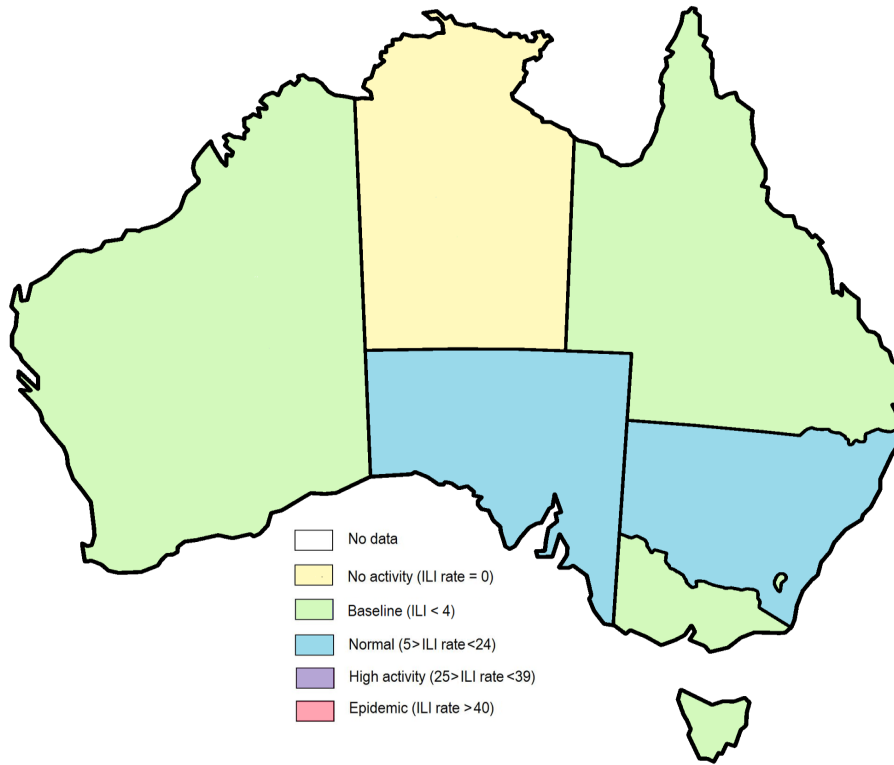 No data
No activity (ILI rate = 0)
Baseline (ILI < 4)
Normal (5>ILI rate<24)
High activity (25>ILI rate<39)
Epidemic (ILI rate >40)